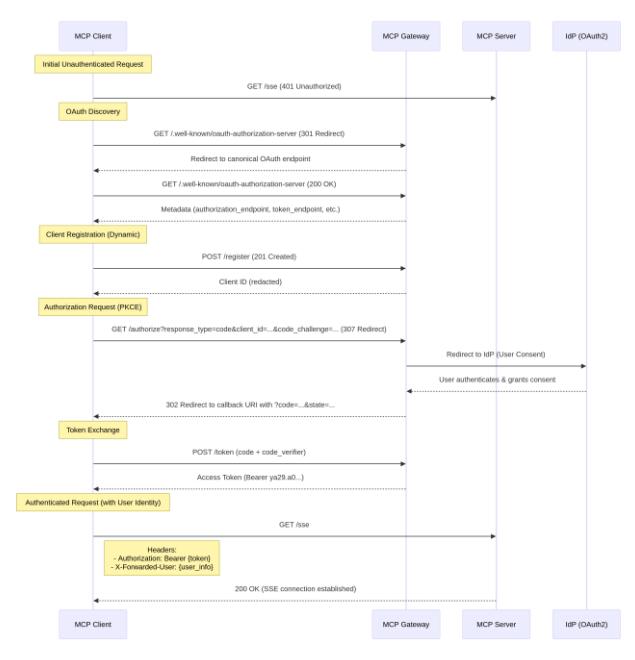 MCP Client
MCP Gateway
MCP Server
IdP (OAuth2)
Initial Unauthenticated Request
GET /sse (401 Unauthorized)
OAuth Discovery
GET /.well-known/oauth-authorization-server (301 Redirect)
Redirect to canonical OAuth endpoint
GET /.well-known/oauth-authorization-server (200 OK)
Metadata (authorization_endpoint, token_endpoint, etc.)
Client Registration (Dynamic)
POST /register (201 Created)
Client ID (redacted)
Authorization Request (PKCE)
GET /authorize?response_type=code&client_id=...&code_challenge=... (307 Redirect)
Redirect to IdP (User Consent)
User authenticates & grants consent
302 Redirect to callback URI with ?code=...&state=...
Token Exchange
POST /token (code + code_verifier)
Access Token (Bearer ya29.a0...)
Authenticated Request (with User Identity)
GET /sse
Headers:
- Authorization: Bearer {token}
- X-Forwarded-User: {user_info}
200 OK (SSE connection established)
MCP Client
MCP Gateway
MCP Server
IdP (OAuth2)